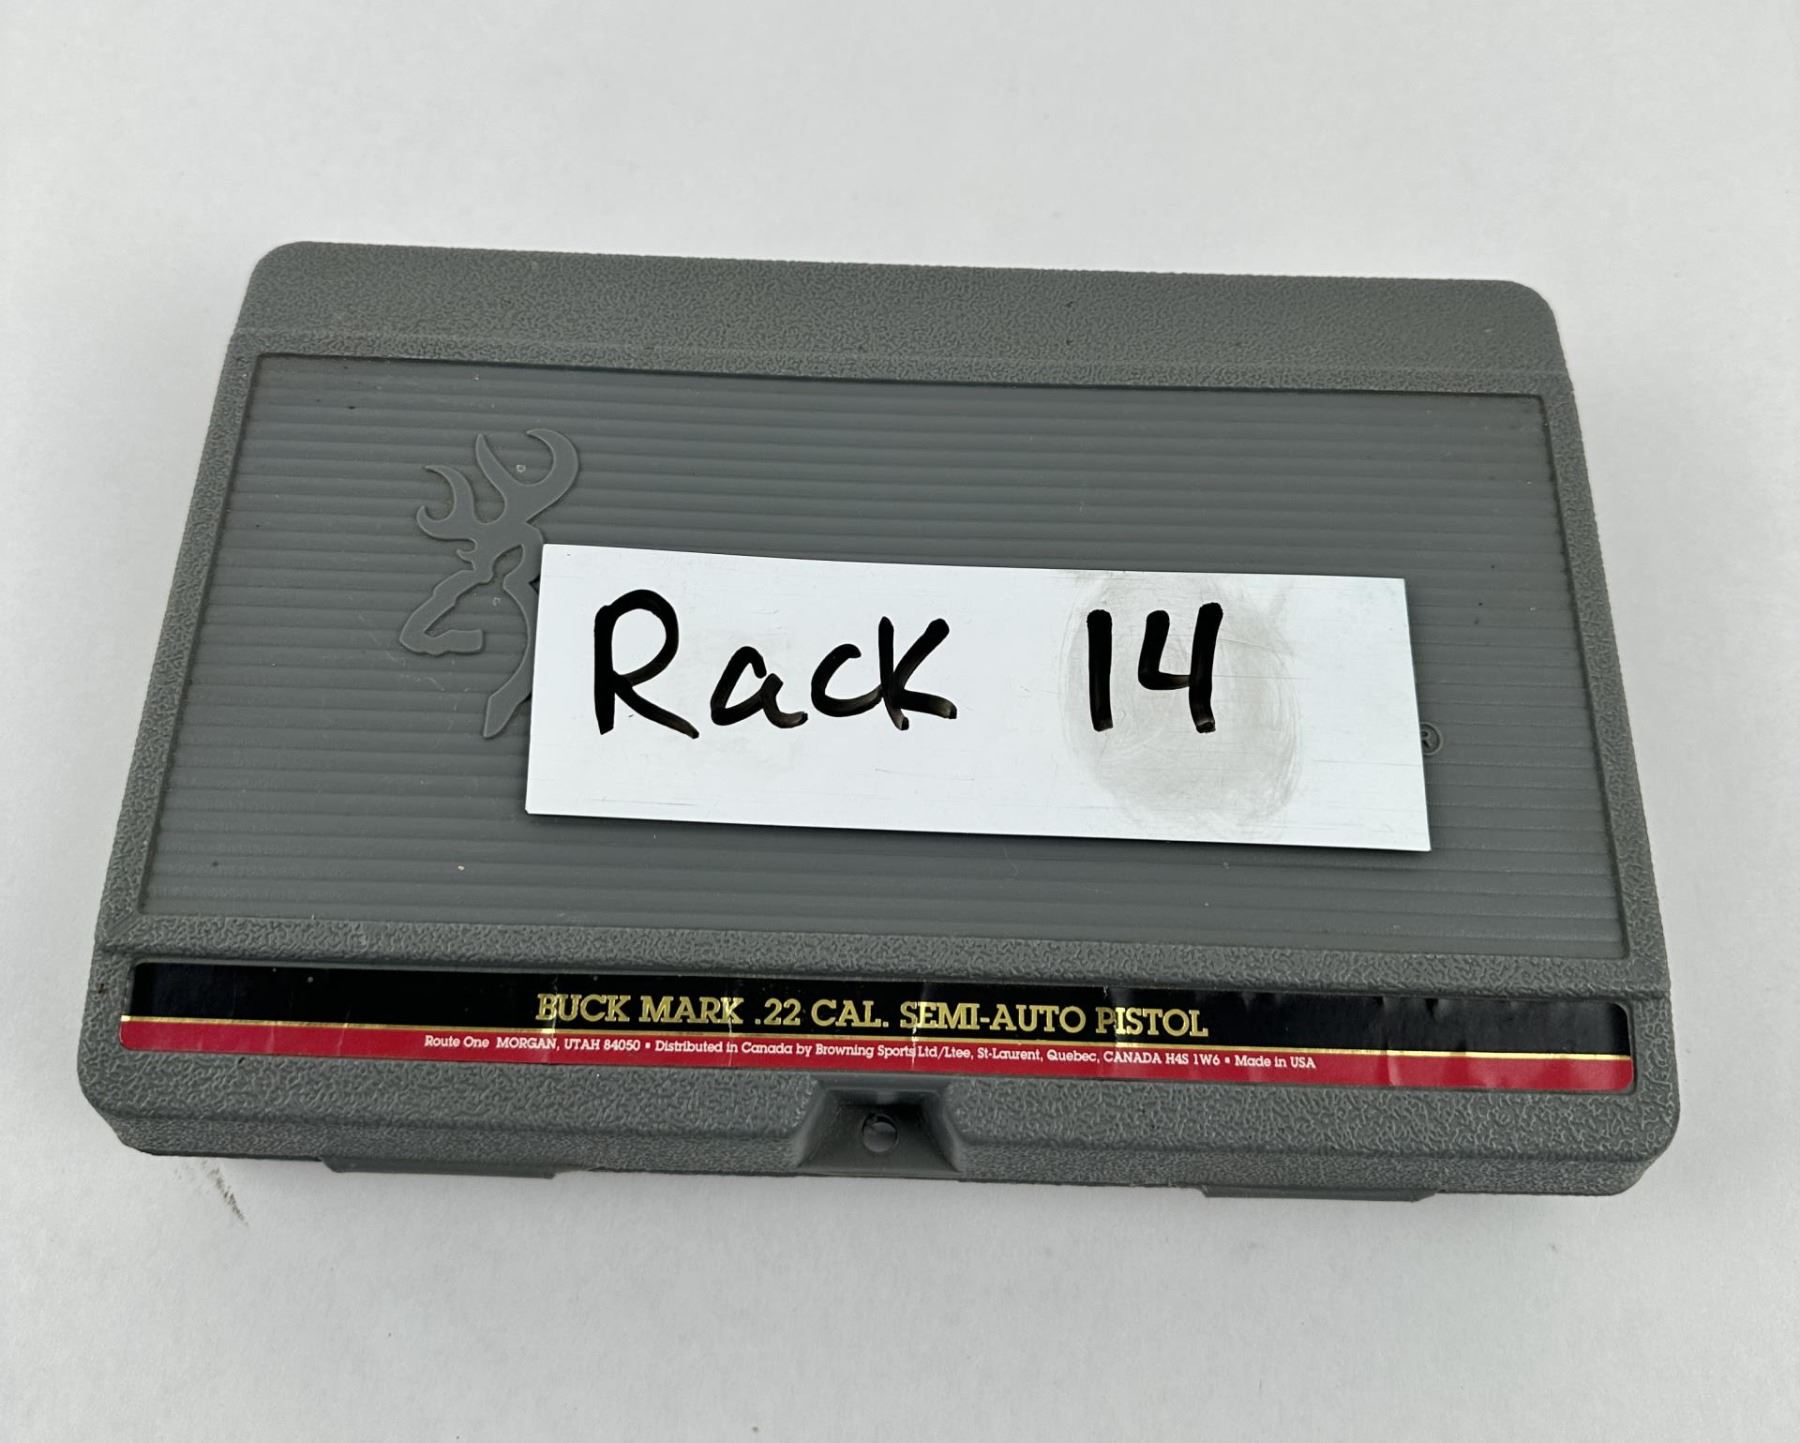 Rack 14
®
BUCK MARK .22 CAL. SEMI-AUTO PISTOL
Route One MORGAN, UTAH 84050 • Distributed in Canada by Browning Sports Ltd/Ltee, St-Laurent, Quebec, CANADA H4S 1W6 • Made in USA